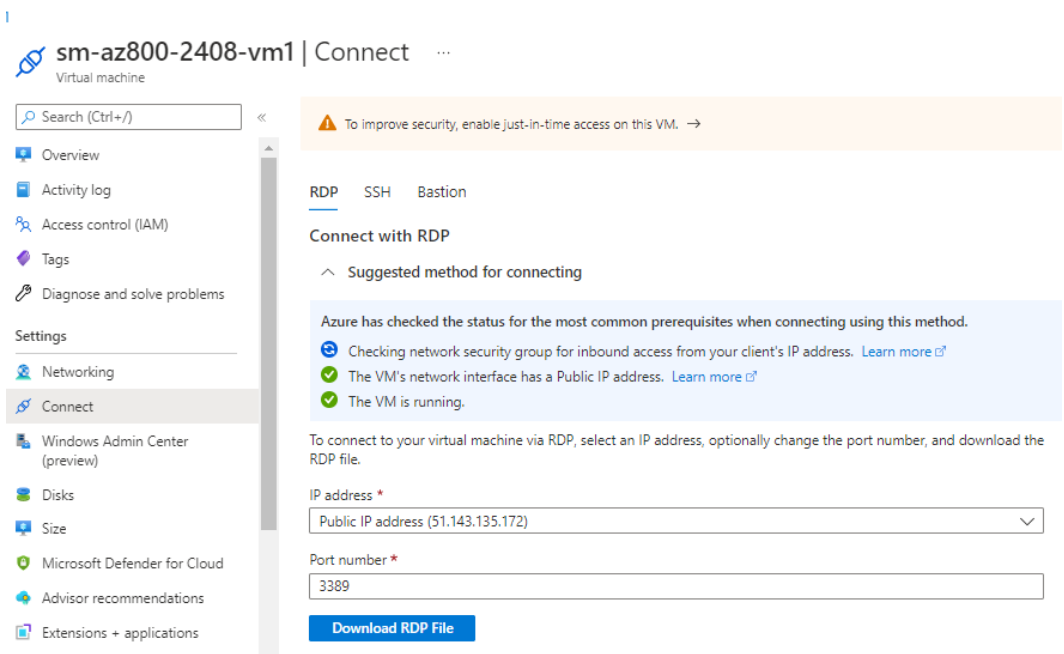 sm-az800-2408-vm1 | Connect ...
Virtual machine
Search (Ctrl+/)
«
Overview
Activity log
Access control (IAM)
Tags
Diagnose and solve problems
Settings
Networking
Connect
Windows Admin Center
(preview)
Disks
Size
Microsoft Defender for Cloud
Advisor recommendations
Extensions + applications
To improve security, enable just-in-time access on this VM. →
RDP SSH Bastion
Connect with RDP
Suggested method for connecting
Azure has checked the status for the most common prerequisites when connecting using this method.
Checking network security group for inbound access from your client's IP address. Learn more
The VM's network interface has a Public IP address. Learn more
The VM is running.
To connect to your virtual machine via RDP, select an IP address, optionally change the port number, and download the
RDP file.
IP address *
Public IP address (51.143.135.172)
Port number *
3389
Download RDP File